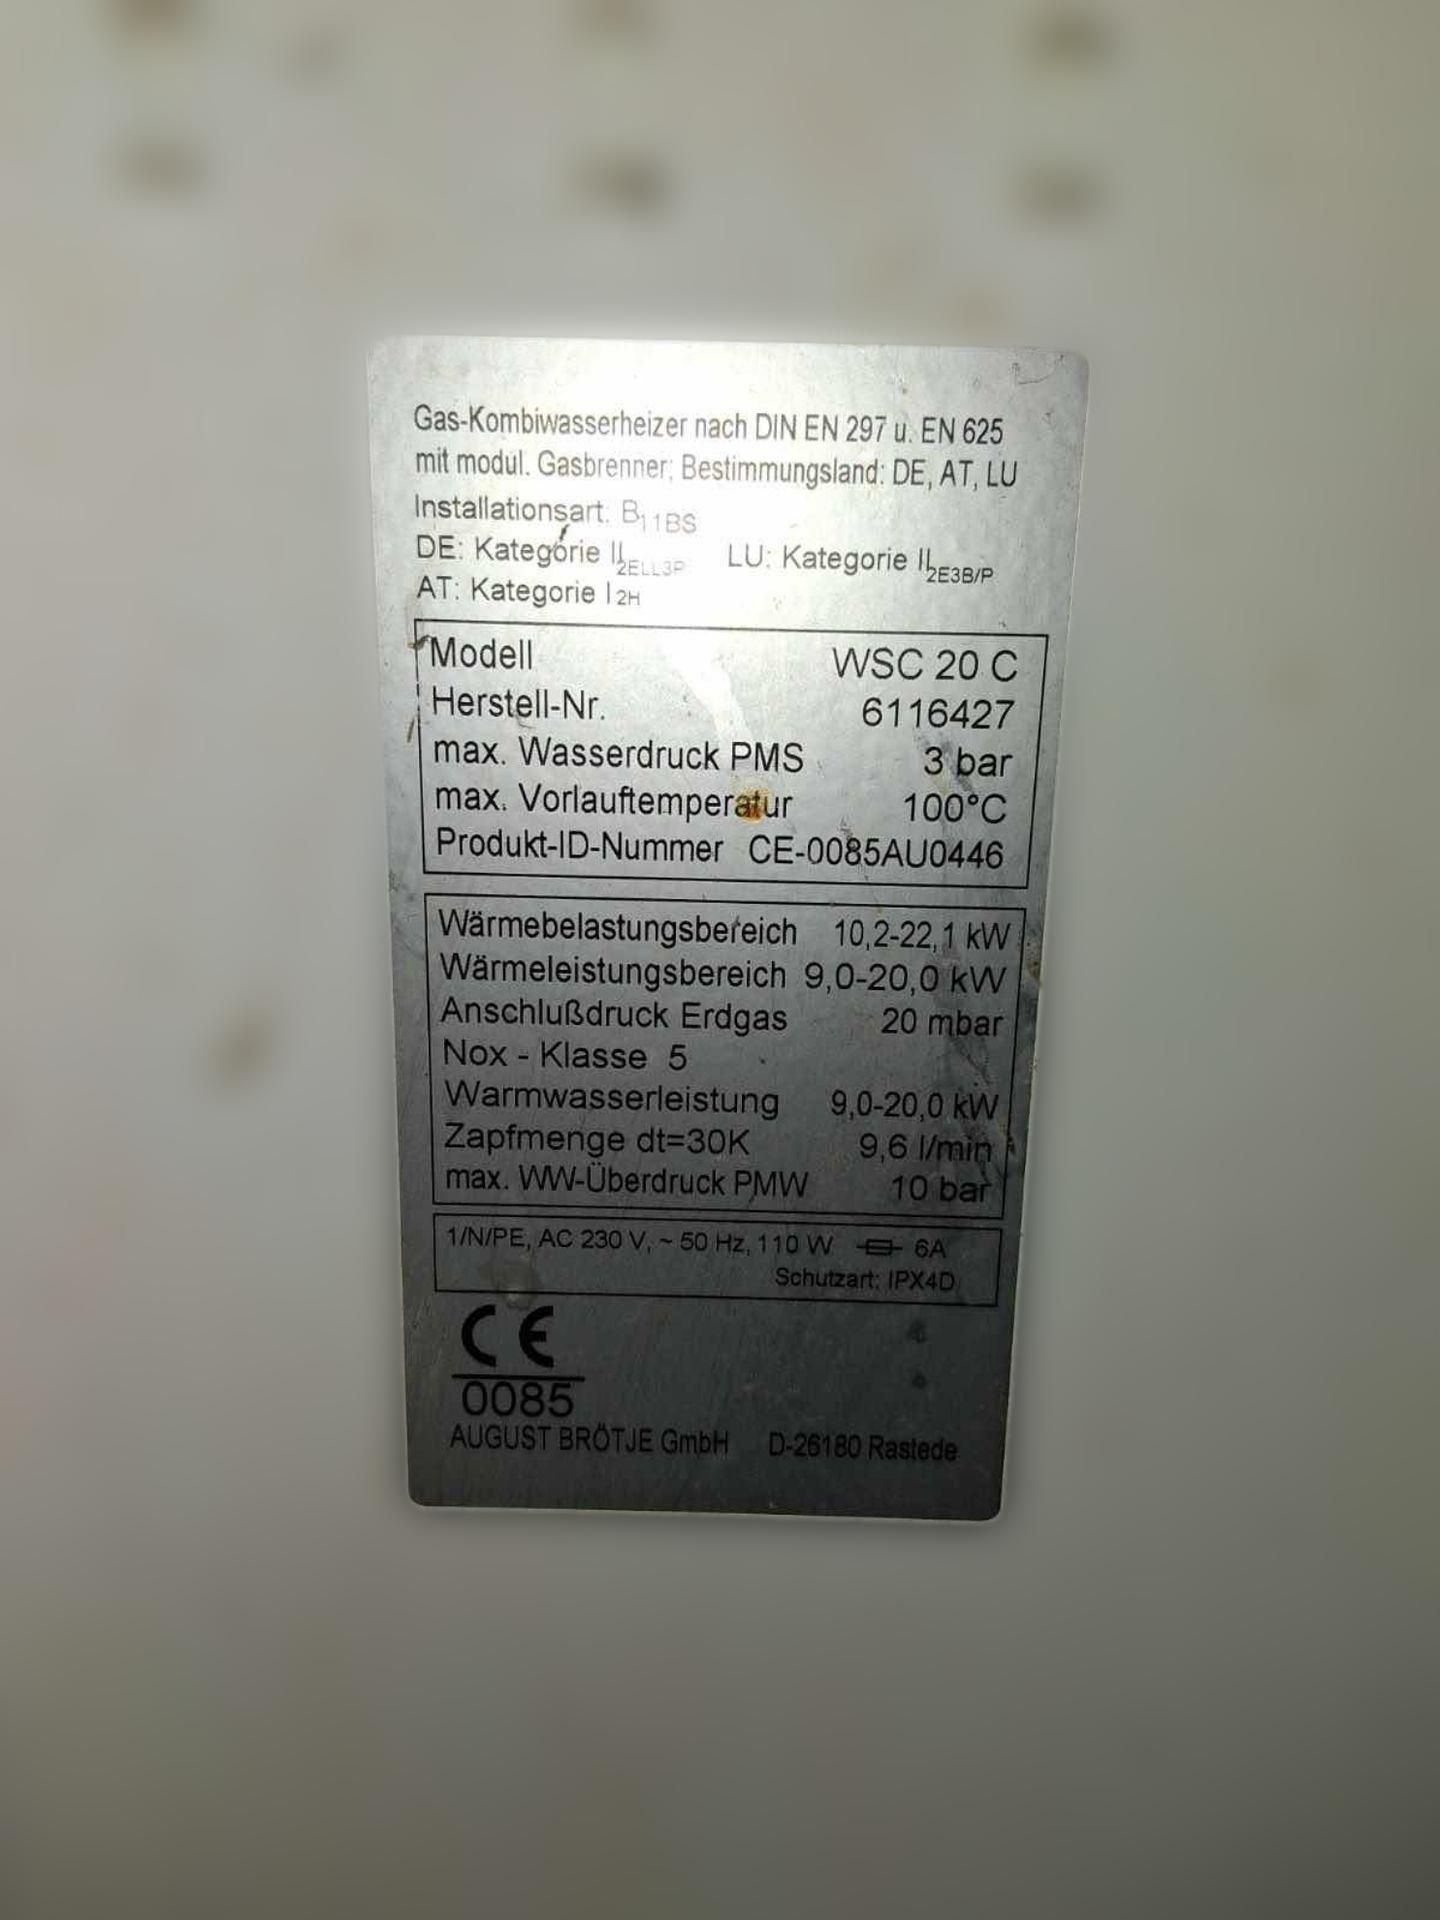 Gas-Kombiwasserheizer nach DIN EN 297 u. EN 625
mit modul. Gasbrenner; Bestimmungsland: DE, AT, LU
Installationsart: B11BS
DE: Kategorie II2ELL3P LU: Kategorie II2E3B/P
AT: Kategorie I2H
Modell WSC 20 C
Herstell-Nr. 6116427
max. Wasserdruck PMS 3 bar
max. Vorlauftemperatur 100°C
Produkt-ID-Nummer CE-0085AU0446
Wärmebelastungsbereich 10,2-22,1 kW
Wärmeleistungsbereich 9,0-20,0 kW
Anschlußdruck Erdgas 20 mbar
Nox - Klasse 5
Warmwasserleistung 9,0-20,0 kW
Zapfmenge dt=30K 9,6 l/min
max. WW-Überdruck PMW 10 bar
1/N/PE, AC 230 V, ~ 50 Hz, 110 W 6A
Schutzart: IPX4D
CE
0085
AUGUST BRÖTJE GmbH D-26180 Rastede